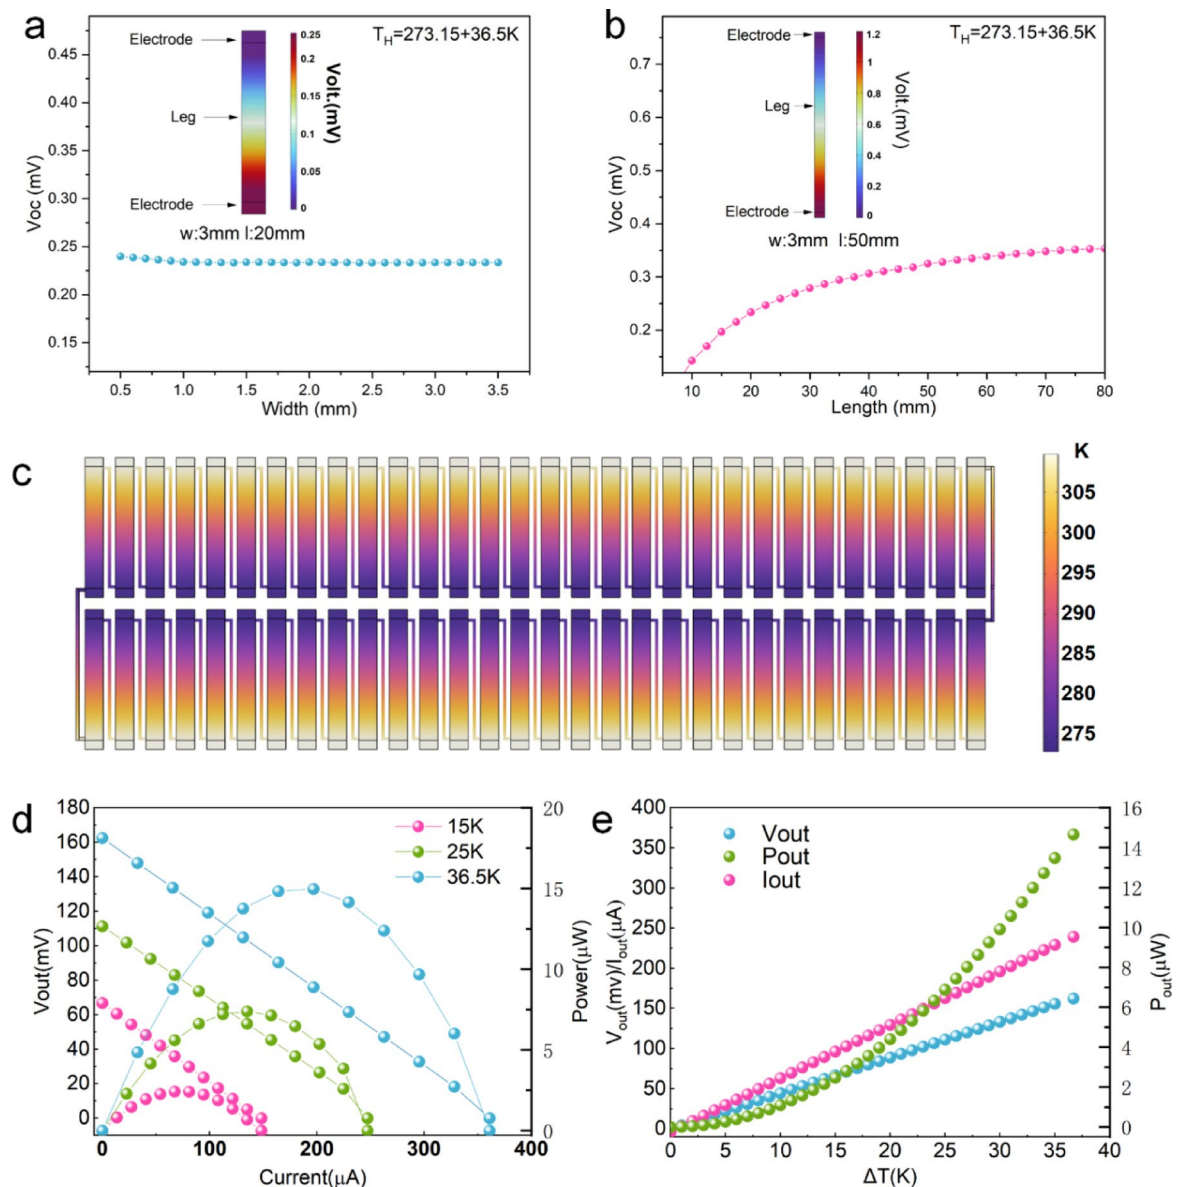 a
T_H=273.15+36.5K
Electrode
Leg
Electrode
w:3mm l:20mm
0.25
0.2
0.15
0.1
0.05
0
Volt.(mV)
0.45
0.40
0.35
0.30
0.25
0.20
0.15
Voc (mV)
0.5 1.0 1.5 2.0 2.5 3.0 3.5
Width (mm)
b
T_H=273.15+36.5K
Electrode
Leg
Electrode
w:3mm l:50mm
1.2
1
0.8
0.6
0.4
0.2
0
Volt.(mV)
0.7
0.6
0.5
0.4
0.3
0.2
Voc (mV)
10 20 30 40 50 60 70 80
Length (mm)
c
K
305
300
295
290
285
280
275
d
180
160
140
120
100
80
60
40
20
0
Vout(mV)
15K
25K
36.5K
20
15
10
5
0
Power(μW)
0 100 200 300 400
Current(μA)
e
400
350
300
250
200
150
100
50
0
V_out(mv)/I_out(μA)
Vout
Pout
Iout
16
14
12
10
8
6
4
2
0
P_out(μW)
0 5 10 15 20 25 30 35 40
ΔT(K)